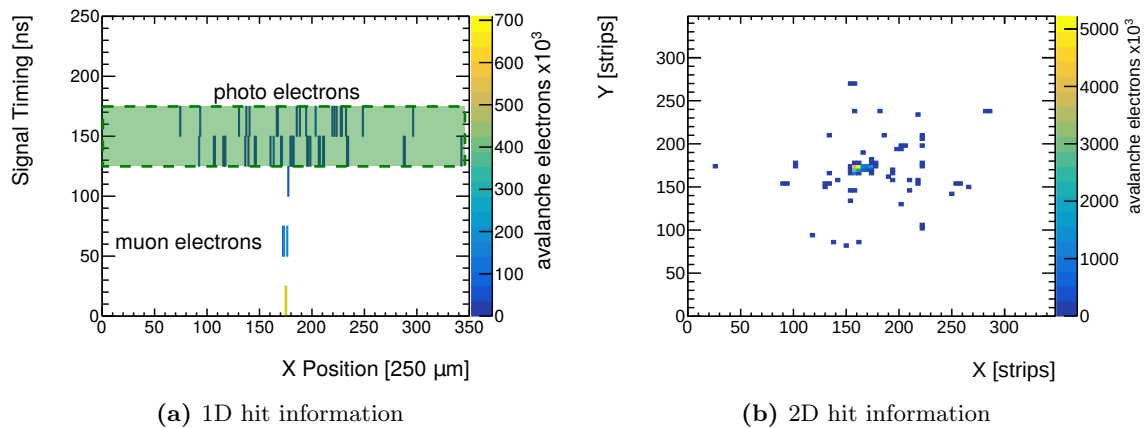 250
200
150
100
50
0
Signal Timing [ns]
photo electrons
muon electrons
0 50 100 150 200 250 300 350
X Position [250 µm]
700
600
500
400
300
200
100
0
avalanche electrons x10³
(a) 1D hit information
Y [strips]
300
250
200
150
100
50
0
0 100 200 300
X [strips]
5000
4000
3000
2000
1000
0
avalanche electrons x10³
(b) 2D hit information